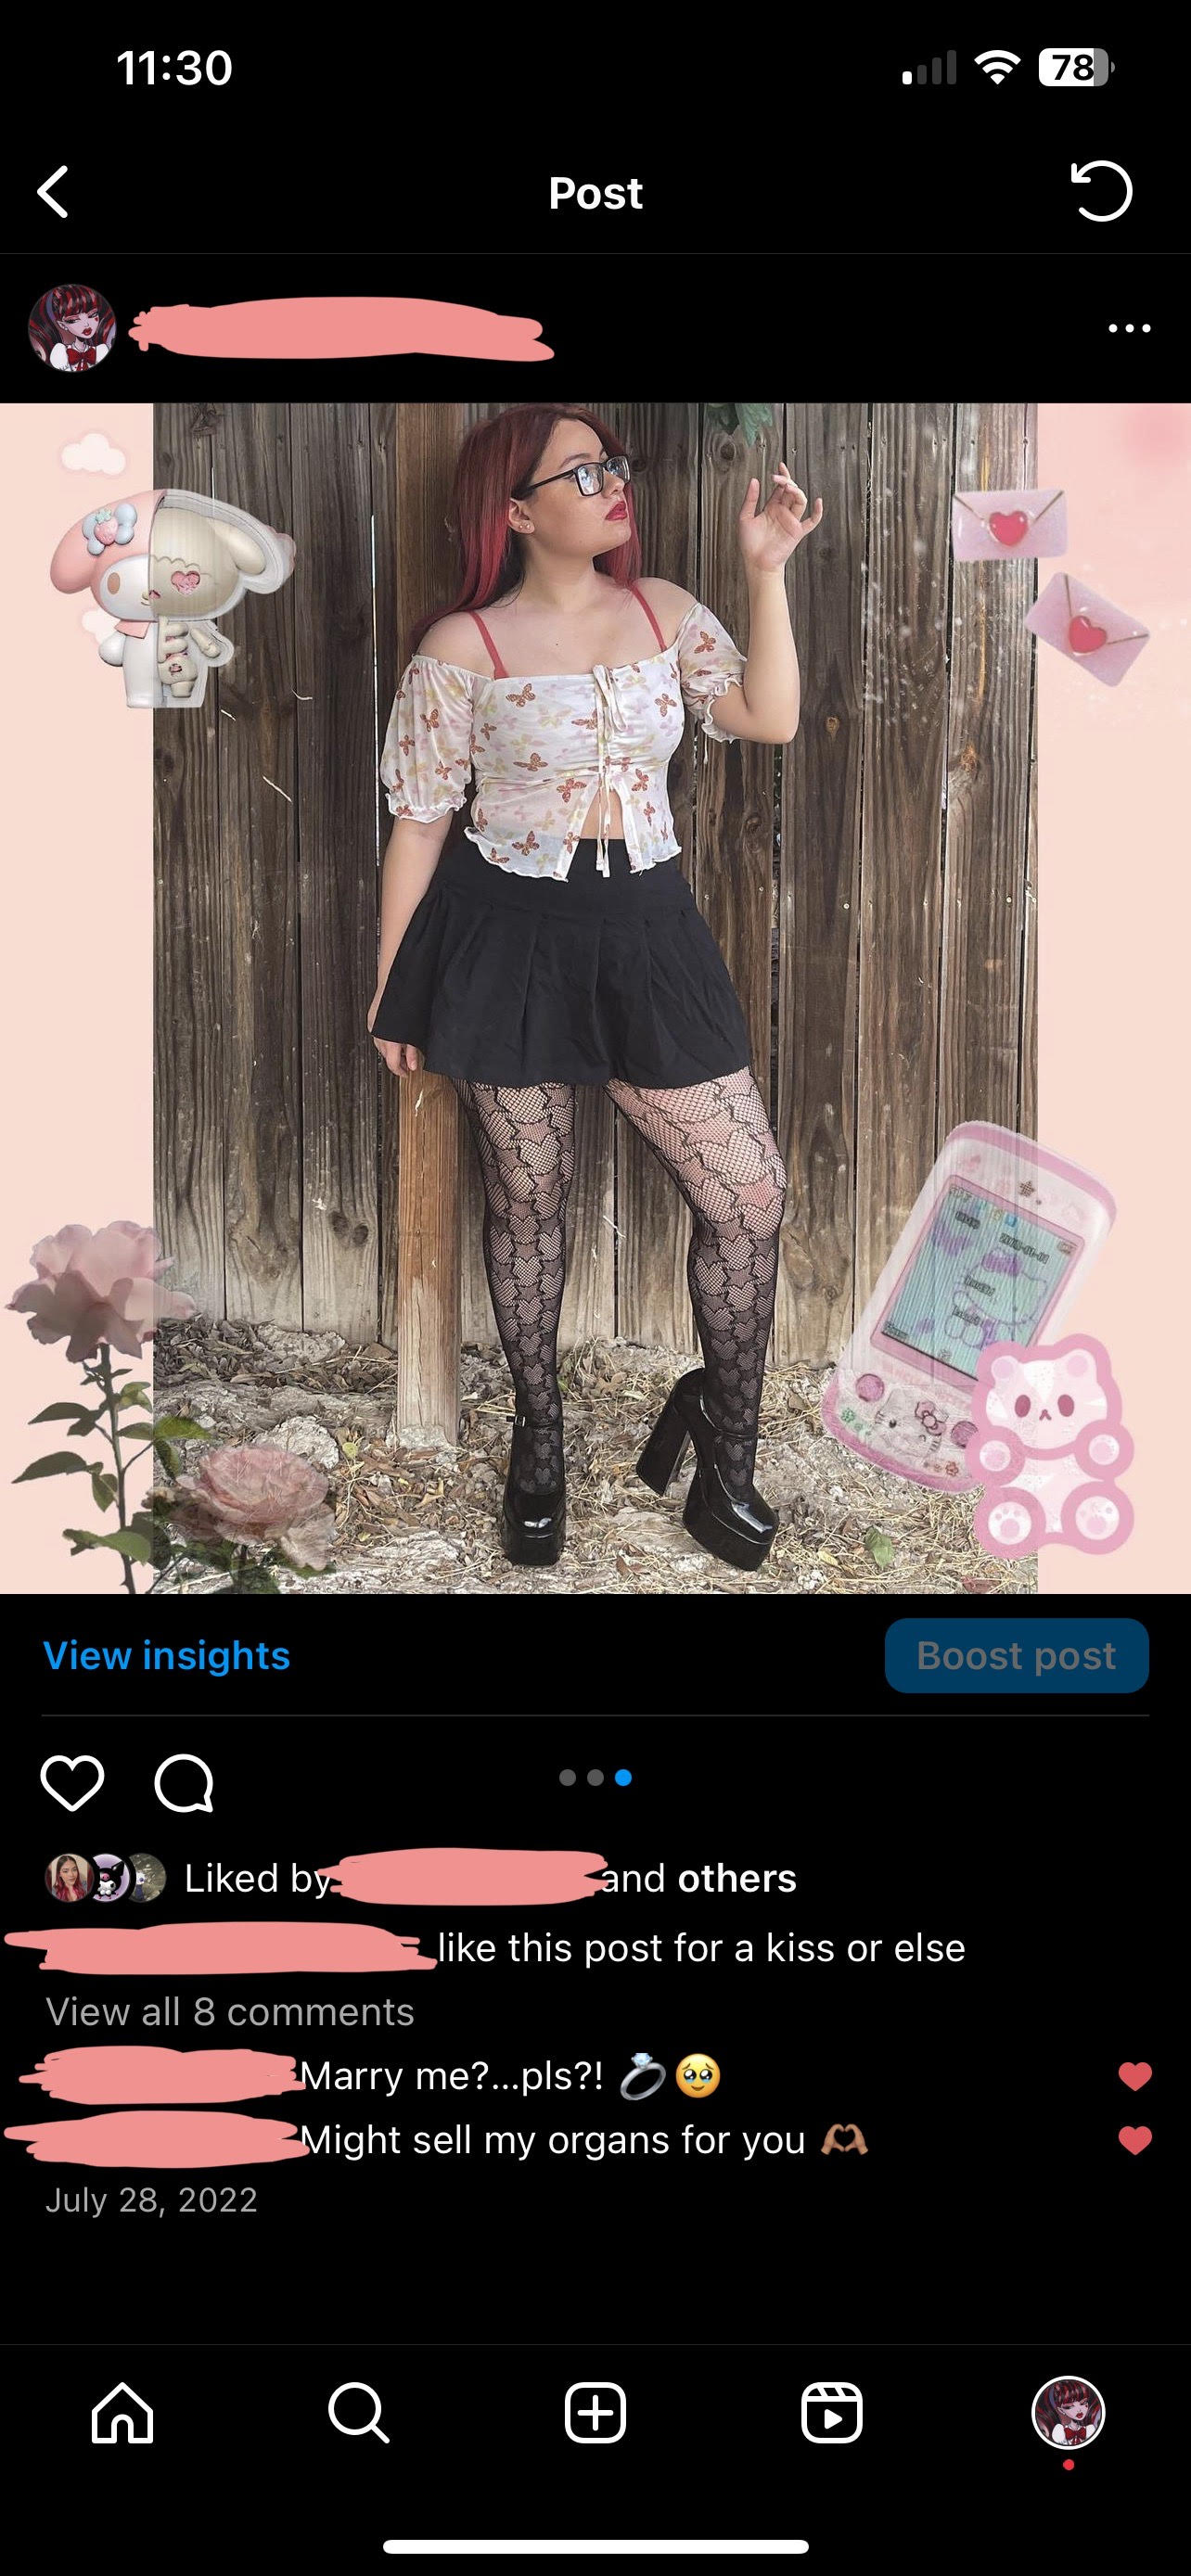 11:30
78
Post
View insights
Boost post
Liked by and others
like this post for a kiss or else
View all 8 comments
Marry me?...pls?! 💍🥹
Might sell my organs for you 🫶🏽
July 28, 2022